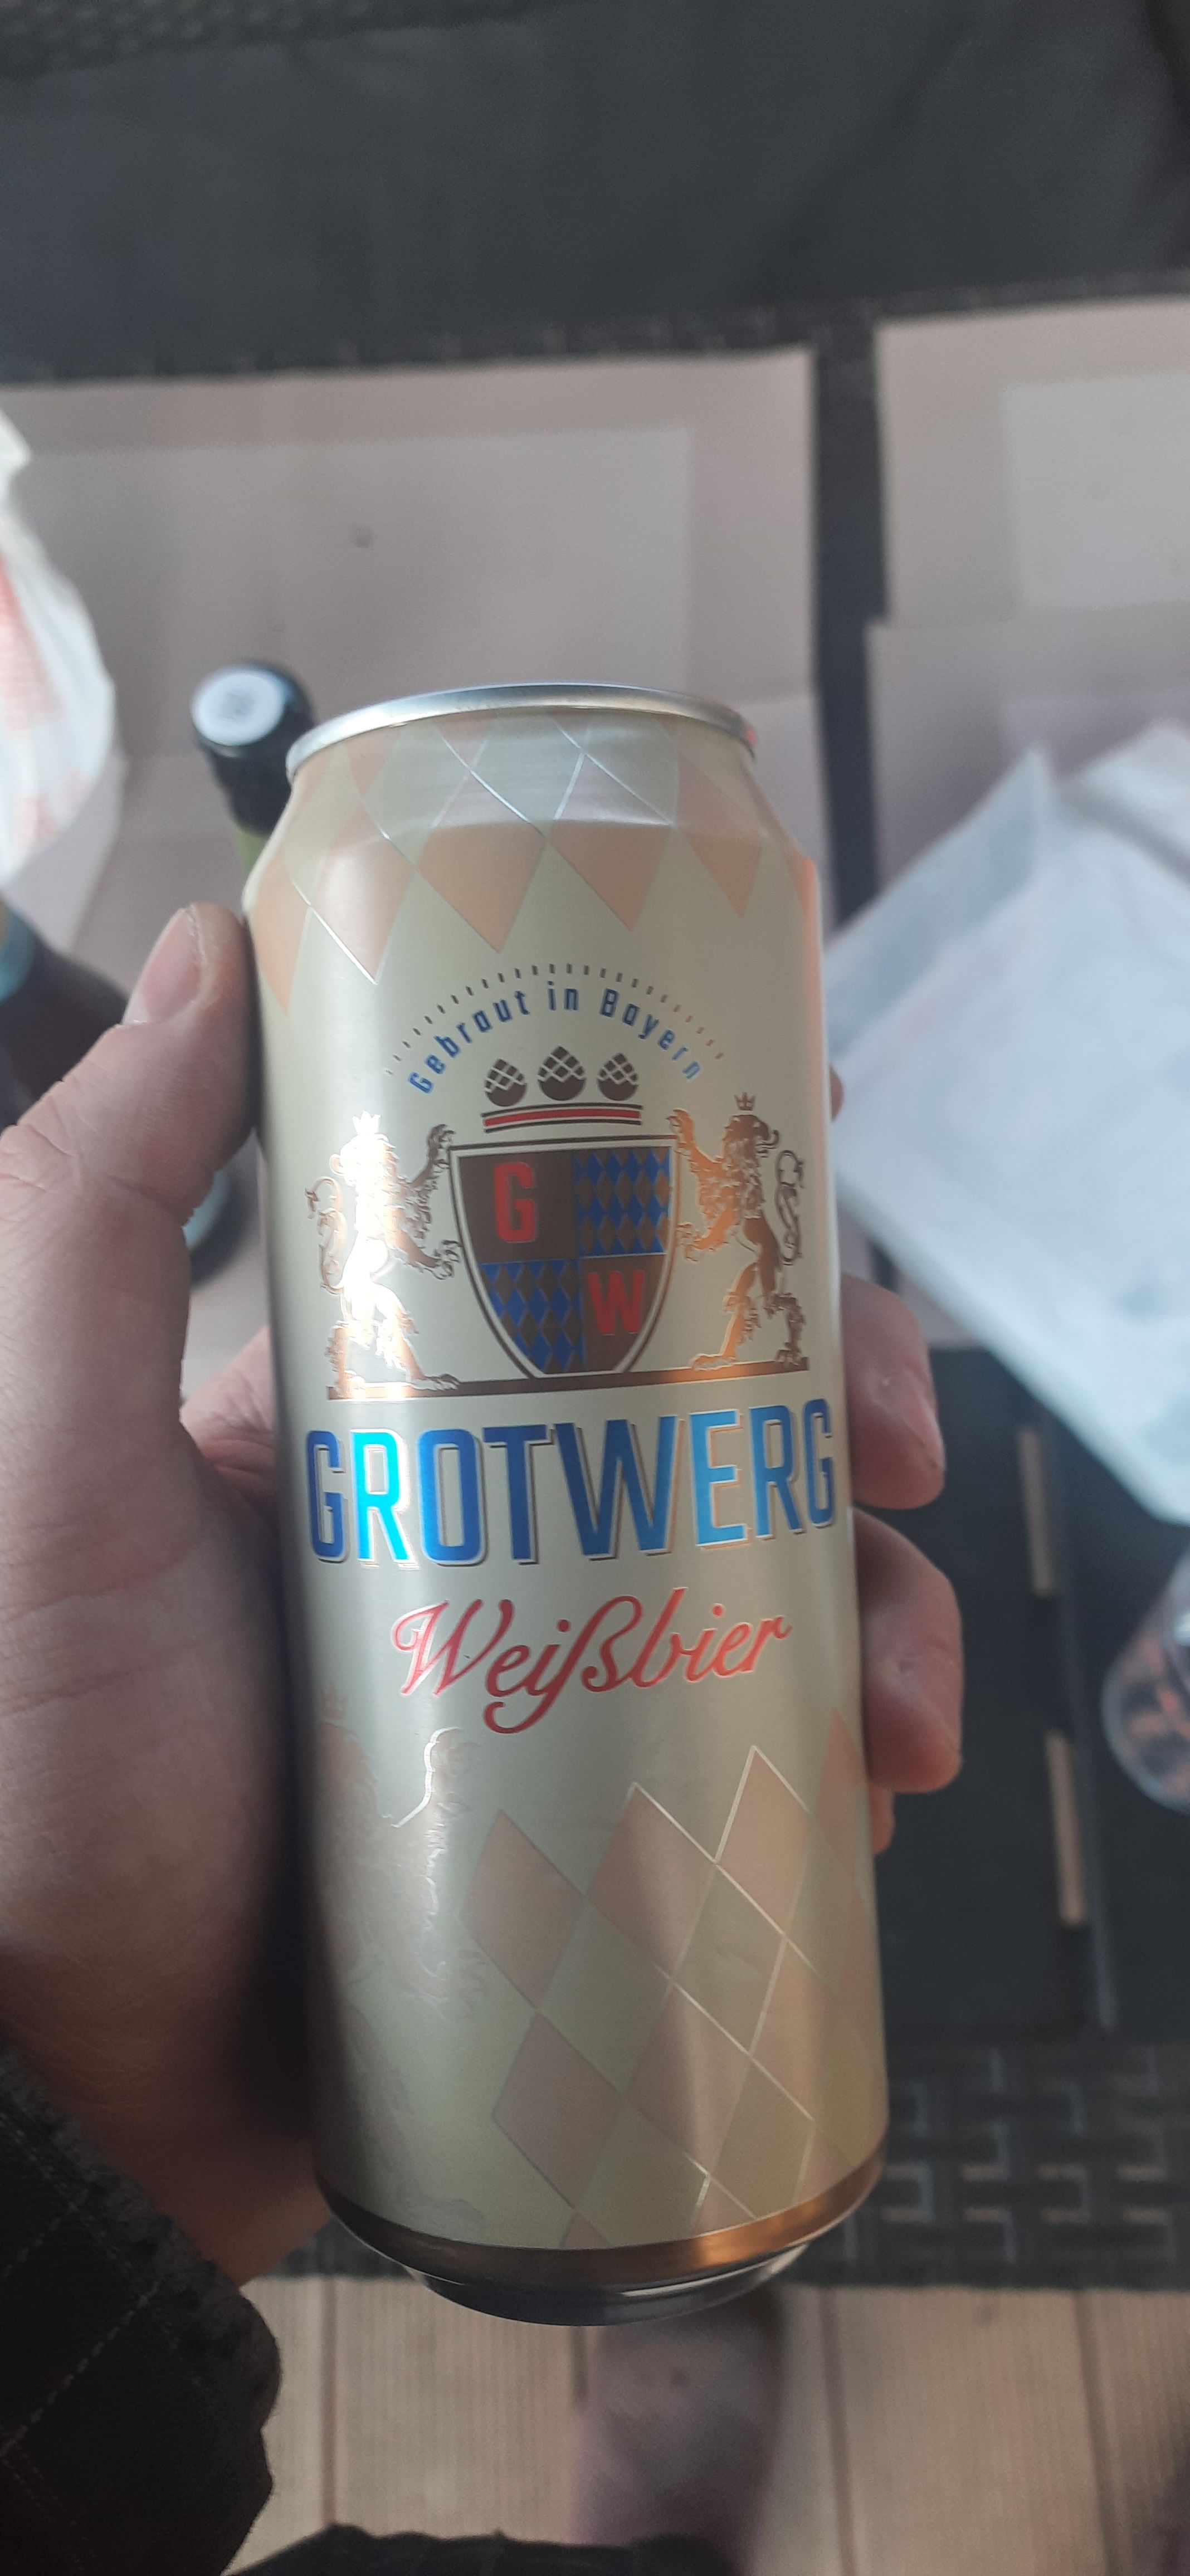 Gebraut in Bayern
G
W
GROTWERG
Weißbier